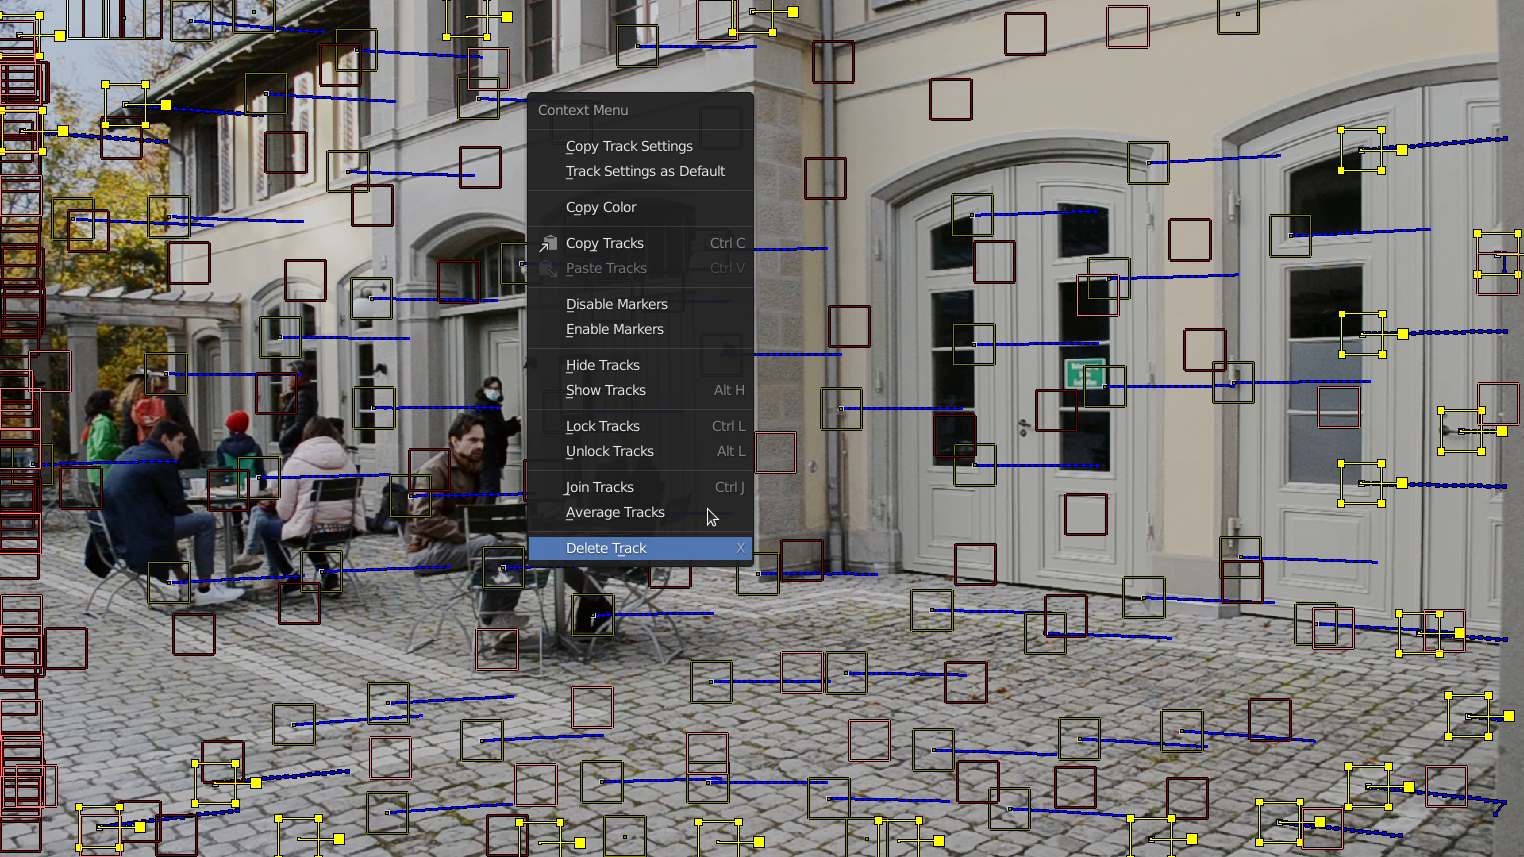 Context Menu
Copy Track Settings
Track Settings as Default
Copy Color
Copy Tracks Ctrl C
Paste Tracks Ctrl V
Disable Markers
Enable Markers
Hide Tracks
Show Tracks Alt H
Lock Tracks Ctrl L
Unlock Tracks Alt L
Join Tracks Ctrl J
Average Tracks
Delete Track X